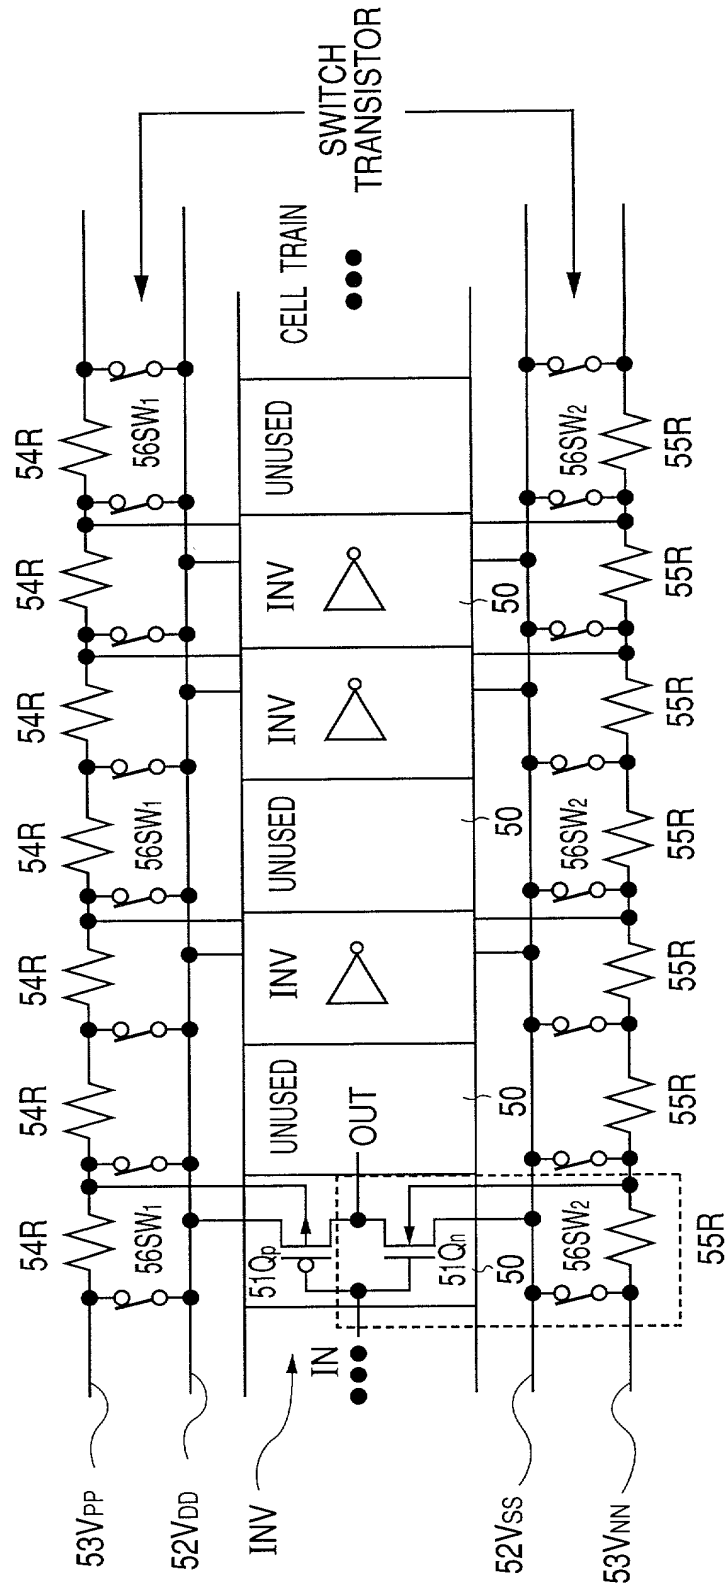 54R 54R 54R 54R 54R 54R 54R
53VPP
56SW1 56SW1 56SW1
52VDD
INV
51Qp
UNUSED INV UNUSED INV INV UNUSED CELL TRAIN
SWITCH
TRANSISTOR
IN
OUT
51Qn
50 50 50 50
52VSS
56SW2 56SW2 56SW2
53VNN
55R 55R 55R 55R 55R 55R
55R